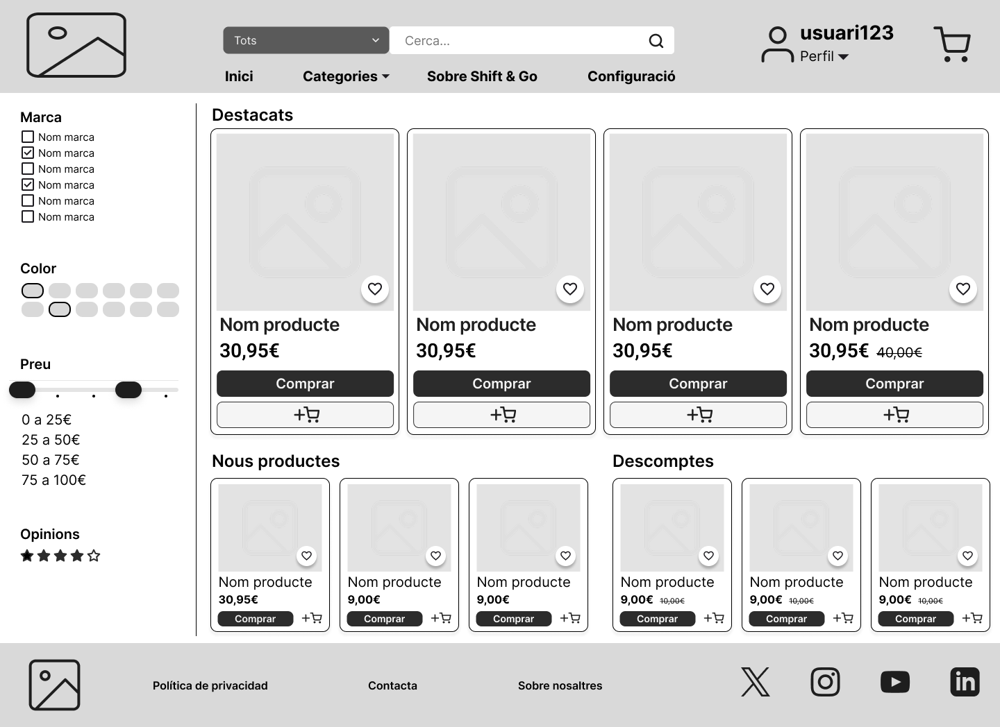 Tots
Cerca...
usuari123
Perfil
Inici
Categories
Sobre Shift & Go
Configuració
Marca
Nom marca
Nom marca
Nom marca
Nom marca
Nom marca
Nom marca
Color
Preu
0 a 25€
25 a 50€
50 a 75€
75 a 100€
Opinions
Destacats
Nom producte
30,95€
Comprar
Nom producte
30,95€
Comprar
Nom producte
30,95€
Comprar
Nom producte
30,95€ 40,00€
Comprar
Nous productes
Nom producte
30,95€
Comprar
Nom producte
9,00€
Comprar
Nom producte
9,00€
Comprar
Descomptes
Nom producte
9,00€ 10,00€
Comprar
Nom producte
9,00€ 10,00€
Comprar
Nom producte
9,00€ 10,00€
Comprar
Política de privacidad
Contacta
Sobre nosaltres
in